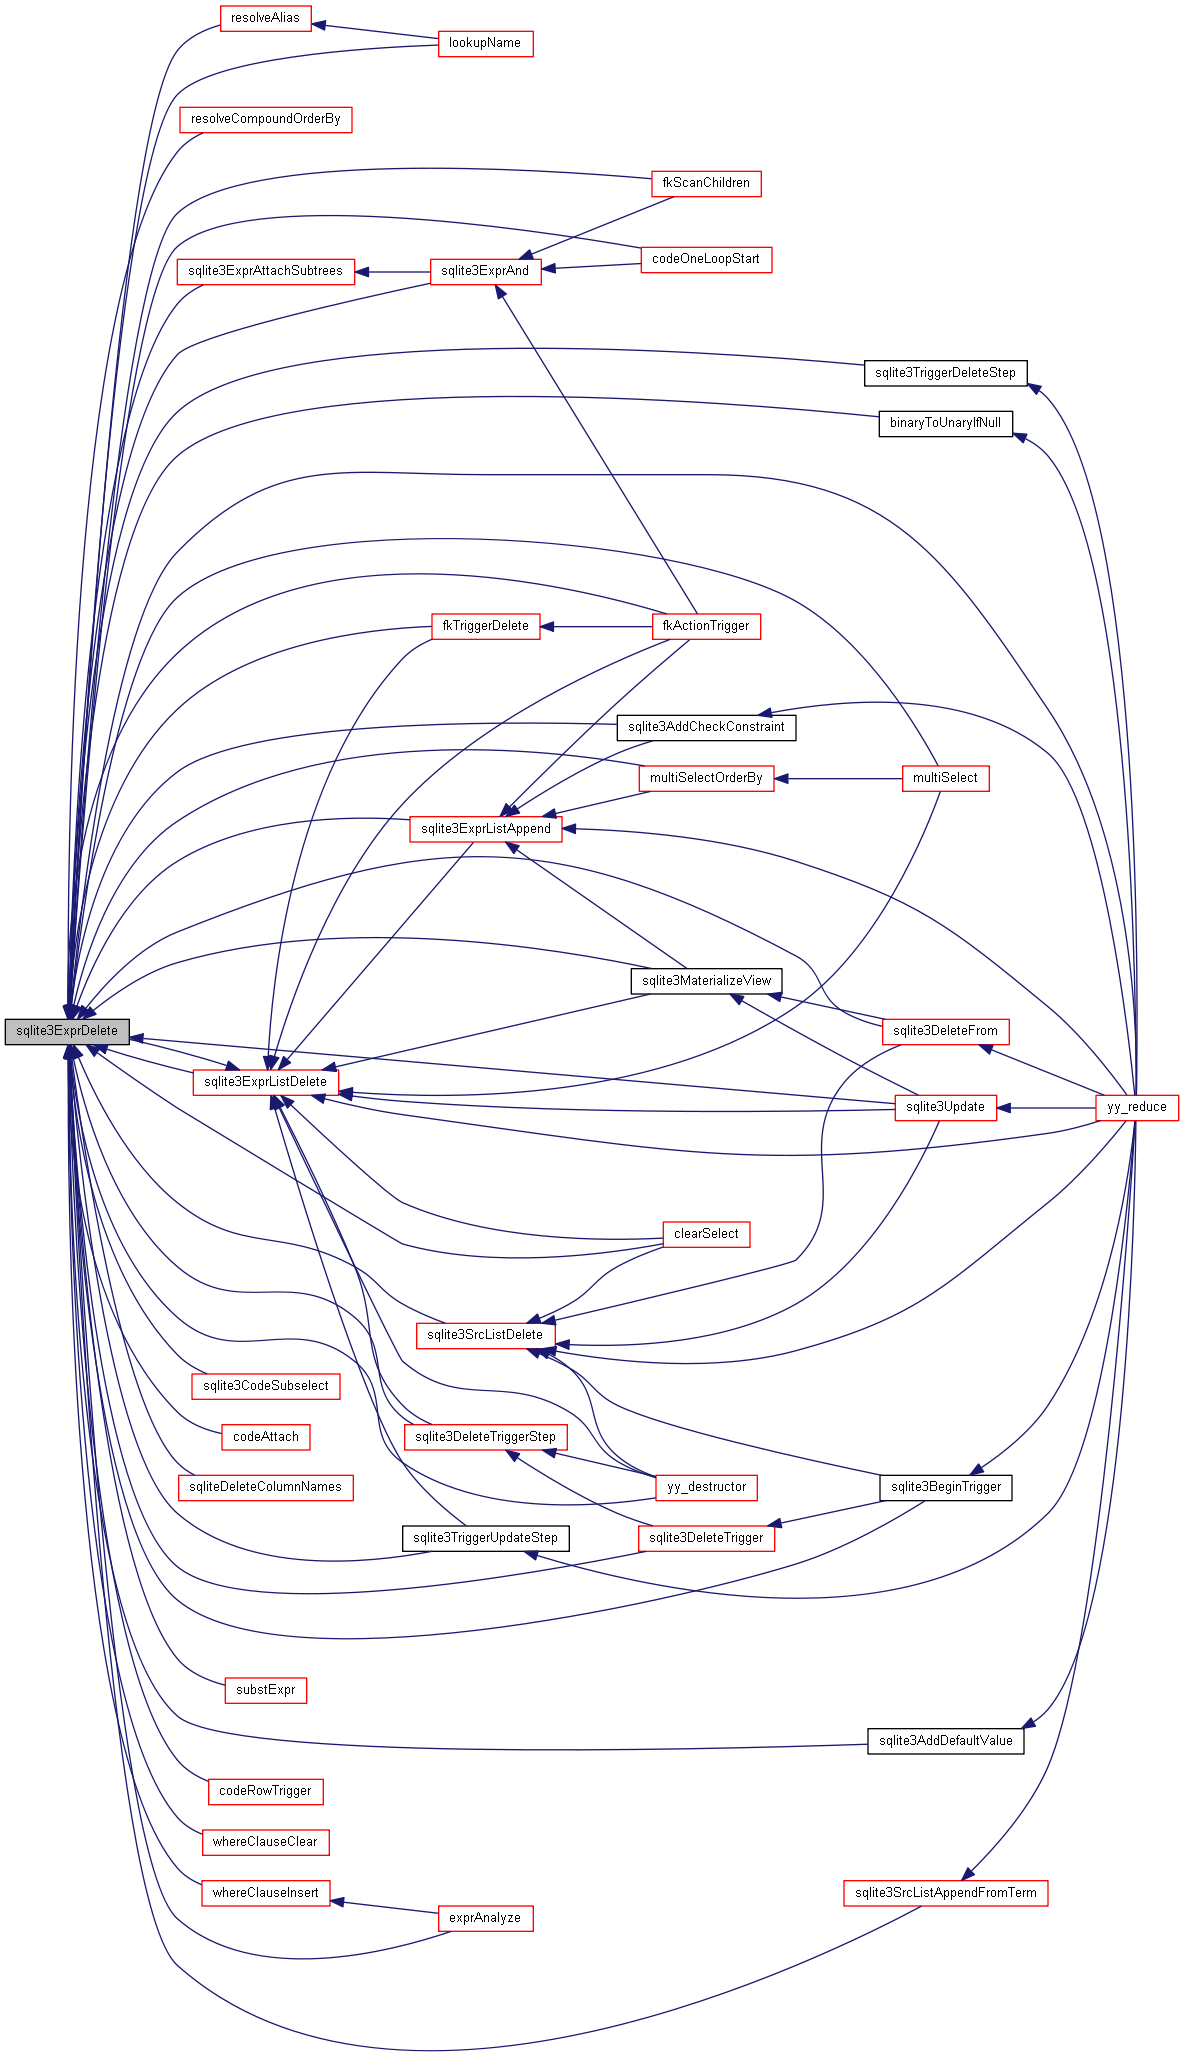 resolveAlias
lookupName
resolveCompoundOrderBy
fkScanChildren
codeOneLoopStart
sqlite3ExprAttachSubtrees
sqlite3ExprAnd
sqlite3TriggerDeleteStep
binaryToUnaryIfNull
fkTriggerDelete
fkActionTrigger
sqlite3AddCheckConstraint
multiSelectOrderBy
multiSelect
sqlite3ExprListAppend
sqlite3MaterializeView
sqlite3ExprDelete
sqlite3DeleteFrom
sqlite3ExprListDelete
sqlite3Update
yy_reduce
clearSelect
sqlite3SrcListDelete
sqlite3CodeSubselect
codeAttach
sqlite3DeleteTriggerStep
sqliteDeleteColumnNames
yy_destructor
sqlite3BeginTrigger
sqlite3TriggerUpdateStep
sqlite3DeleteTrigger
substExpr
sqlite3AddDefaultValue
codeRowTrigger
whereClauseClear
whereClauseInsert
sqlite3SrcListAppendFromTerm
exprAnalyze